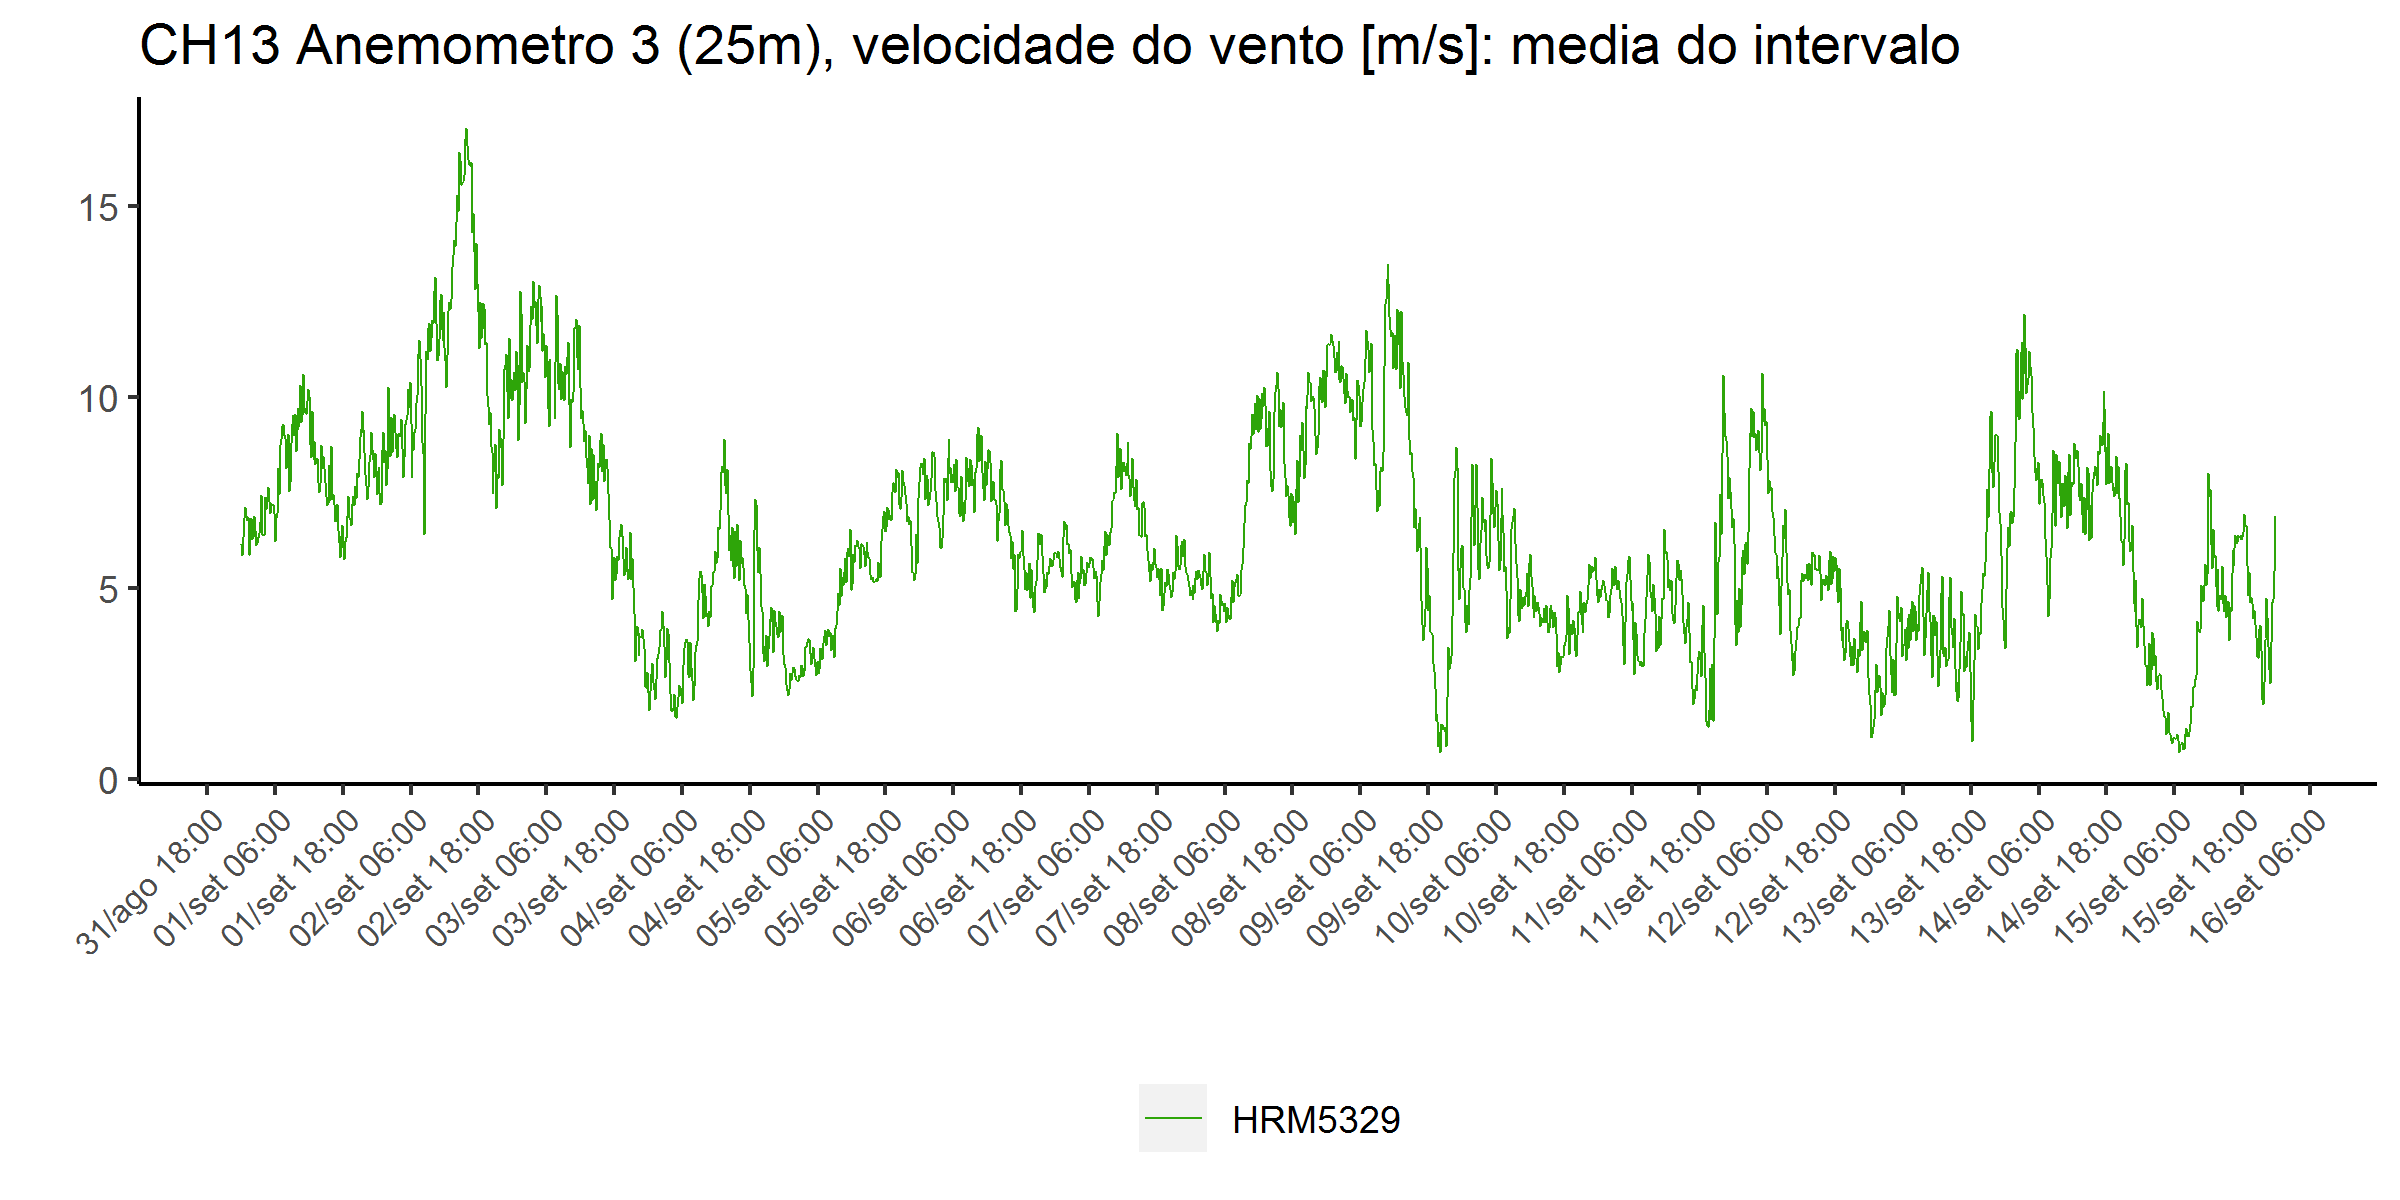 CH13 Anemometro 3 (25m), velocidade do vento [m/s]: media do intervalo
15
10
5
0
31/ago 18:00
01/set 06:00
01/set 18:00
02/set 06:00
02/set 18:00
03/set 06:00
03/set 18:00
04/set 06:00
04/set 18:00
05/set 06:00
05/set 18:00
06/set 06:00
06/set 18:00
07/set 06:00
07/set 18:00
08/set 06:00
08/set 18:00
09/set 06:00
09/set 18:00
10/set 06:00
10/set 18:00
11/set 06:00
11/set 18:00
12/set 06:00
12/set 18:00
13/set 06:00
13/set 18:00
14/set 06:00
14/set 18:00
15/set 06:00
15/set 18:00
16/set 06:00
HRM5329